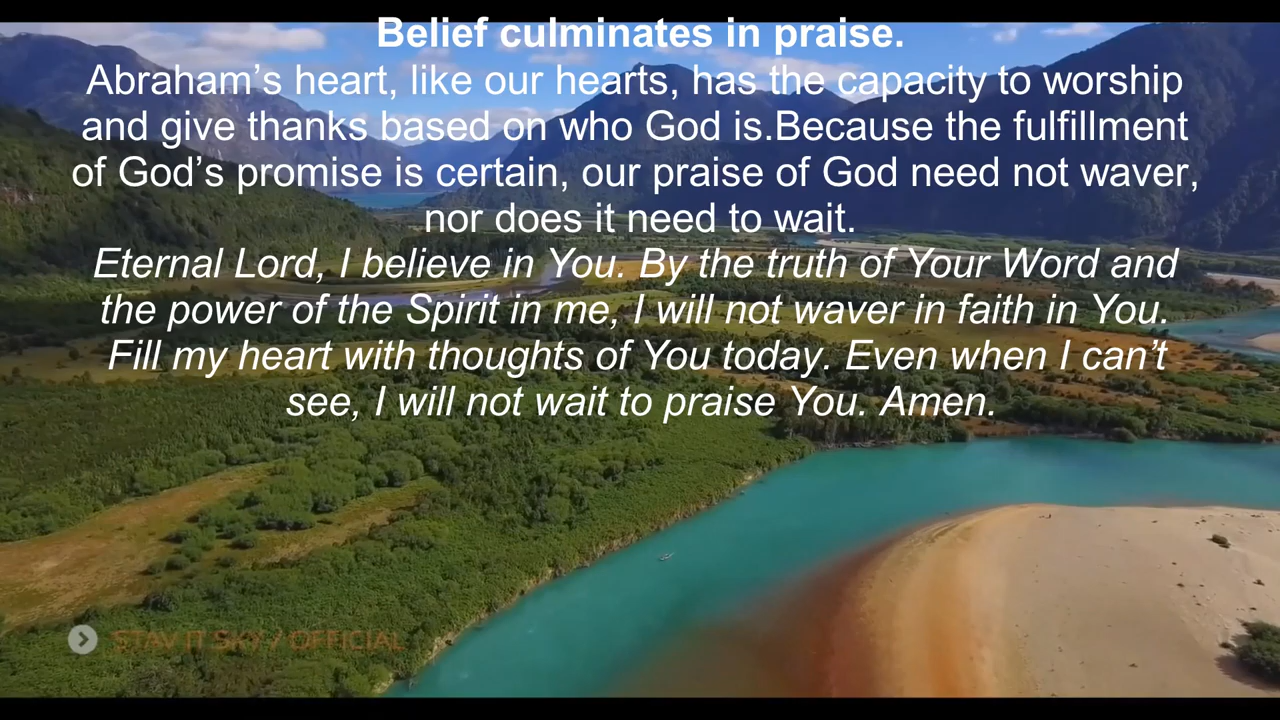 Belief culminates in praise.
Abraham’s heart, like our hearts, has the capacity to worship
and give thanks based on who God is.Because the fulfillment
of God’s promise is certain, our praise of God need not waver,
nor does it need to wait.
Eternal Lord, I believe in You. By the truth of Your Word and
the power of the Spirit in me, I will not waver in faith in You.
Fill my heart with thoughts of You today. Even when I can’t
see, I will not wait to praise You. Amen.
STAV IT SKY / OFFICIAL